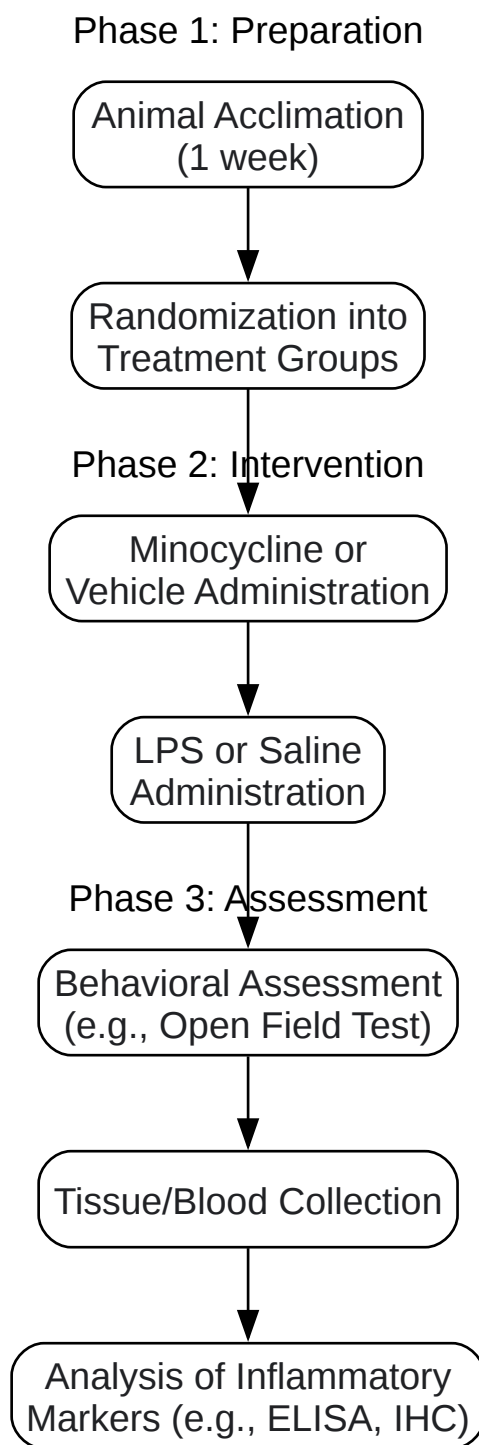 Phase 1: Preparation
Animal Acclimation
(1 week)
Randomization into
Treatment Groups
Phase 2: Intervention
Minocycline or
Vehicle Administration
LPS or Saline
Administration
Phase 3: Assessment
Behavioral Assessment
(e.g., Open Field Test)
Tissue/Blood Collection
Analysis of Inflammatory
Markers (e.g., ELISA, IHC)